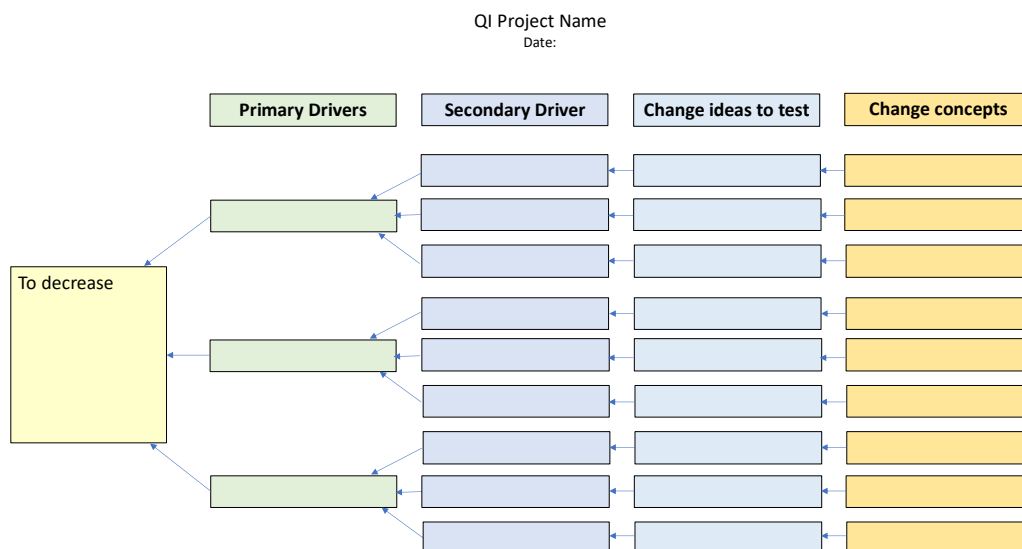 QI Project Name
Date:
Primary Drivers
Secondary Driver
Change ideas to test
Change concepts
To decrease